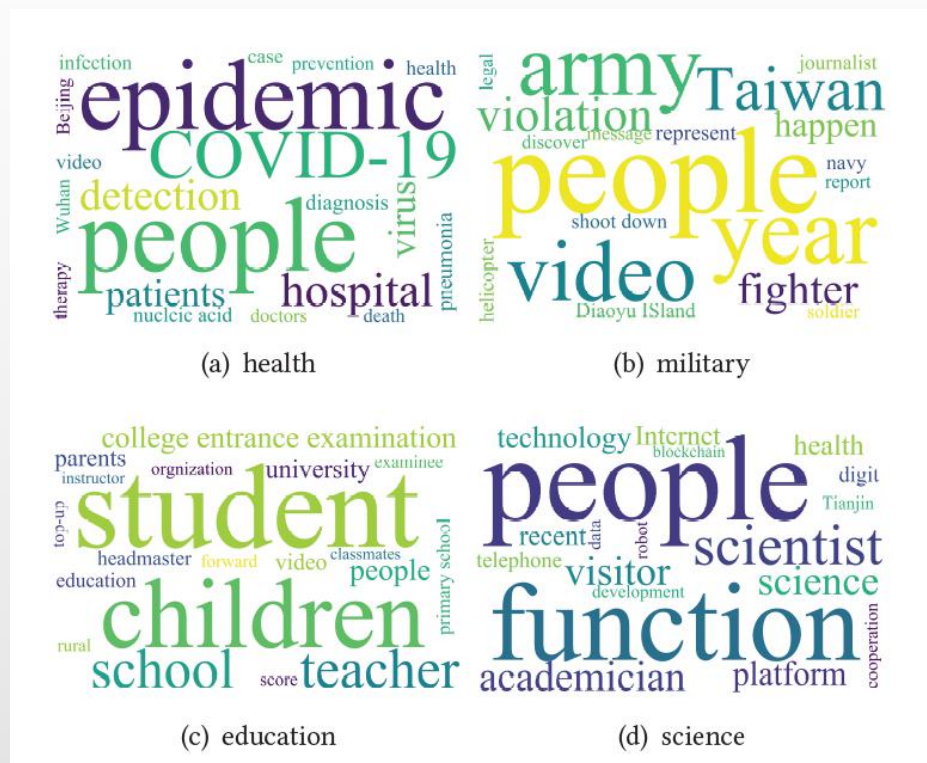 infection
case
prevention
health
Beijing
epidemic
COVID-19
video
Wuhan
detection
diagnosis
virus
people
pneumonia
therapy
patients
hospital
nucleic acid
doctors
death
(a) health
legal
army
Taiwan
journalist
violation
discover
message
represent
happen
people
navy
report
shoot down
year
helicopter
video
fighter
Diaoyu ISland
soldier
(b) military
college entrance examination
parents
orgnization
university
examinee
instructor
student
cop-up
headmaster
forward
video
classmates
people
education
primary school
children
rural
school
score
teacher
(c) education
technology
Internet
blockchain
health
people
digit
Tianjin
recent
data
robot
scientist
telephone
visitor
development
science
function
cooperation
academician
platform
(d) science